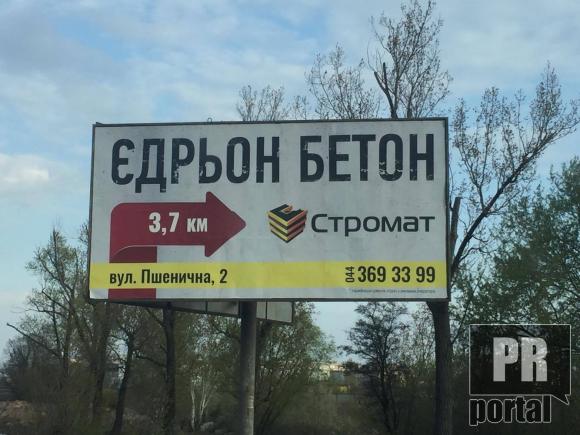 ЄДРЬОН БЕТОН
3,7 км
Стромат
вул. Пшенична, 2
044 369 33 99
PR
portal